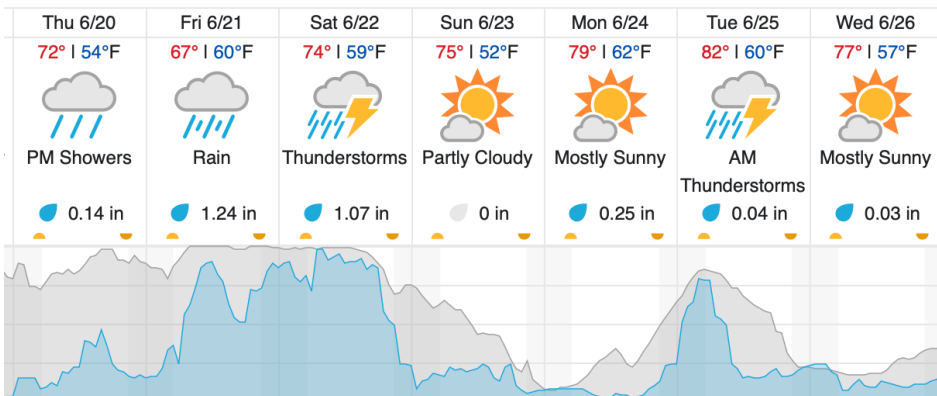 Thu 6/20 Fri 6/21 Sat 6/22 Sun 6/23 Mon 6/24 Tue 6/25 Wed 6/26
72° | 54°F 67° | 60°F 74° | 59°F 75° | 52°F 79° | 62°F 82° | 60°F 77° | 57°F
PM Showers Rain Thunderstorms Partly Cloudy Mostly Sunny AM Mostly Sunny
Thunderstorms
0.14 in 1.24 in 1.07 in 0 in 0.25 in 0.04 in 0.03 in